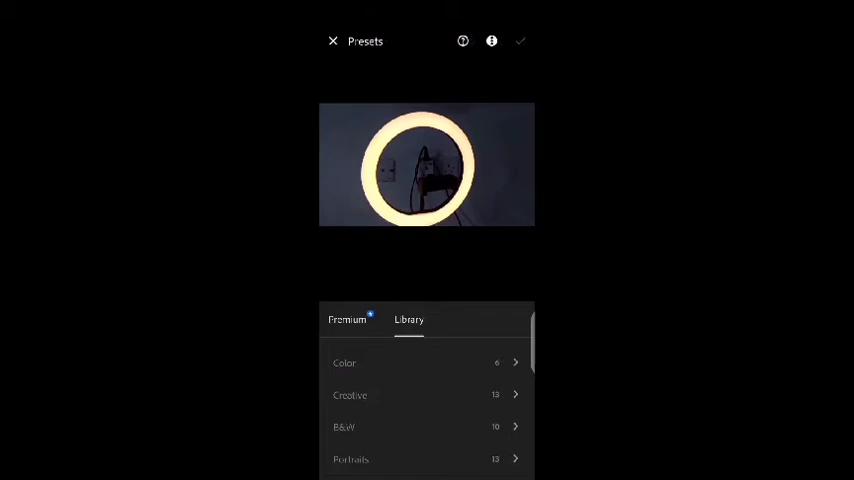 Presets
Premium Library
Color 6
Creative 13
B&W 10
Portraits 13